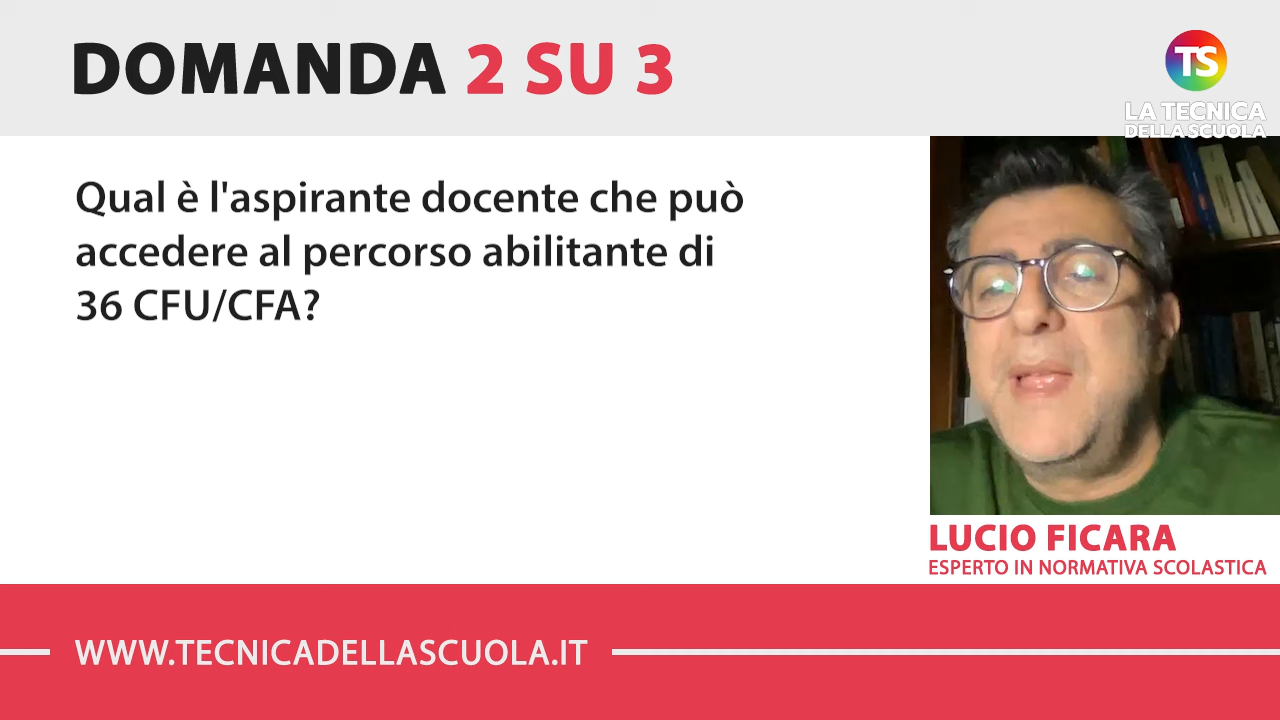 DOMANDA 2 SU 3
TS
LA TECNICA
DELLA SCUOLA
Qual è l'aspirante docente che può
accedere al percorso abilitante di
36 CFU/CFA?
LUCIO FICARA
ESPERTO IN NORMATIVA SCOLASTICA
WWW.TECNICADELLASCUOLA.IT